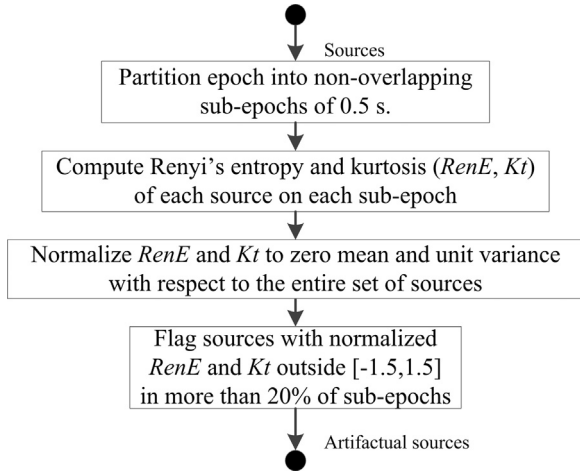 Sources
Partition epoch into non-overlapping
sub-epochs of 0.5 s.
Compute Renyi’s entropy and kurtosis (RenE, Kt)
of each source on each sub-epoch
Normalize RenE and Kt to zero mean and unit variance
with respect to the entire set of sources
Flag sources with normalized
RenE and Kt outside [-1.5,1.5]
in more than 20% of sub-epochs
Artifactual sources